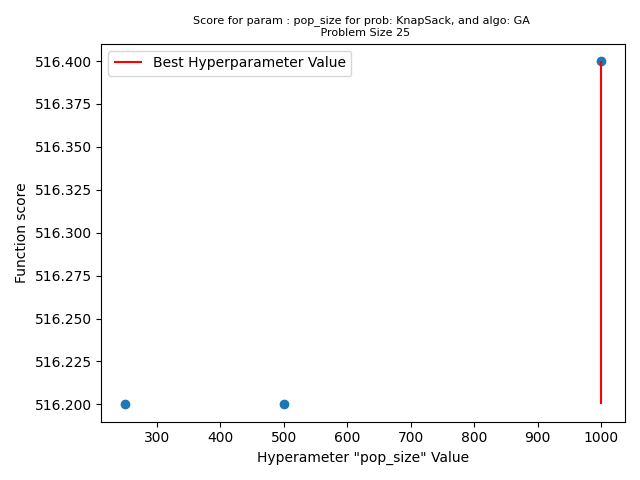 Score for param : pop_size for prob: KnapSack, and algo: GA
Problem Size 25
Best Hyperparameter Value
516.400
516.375
516.350
516.325
516.300
516.275
516.250
516.225
516.200
Function score
300 400 500 600 700 800 900 1000
Hyperameter "pop_size" Value